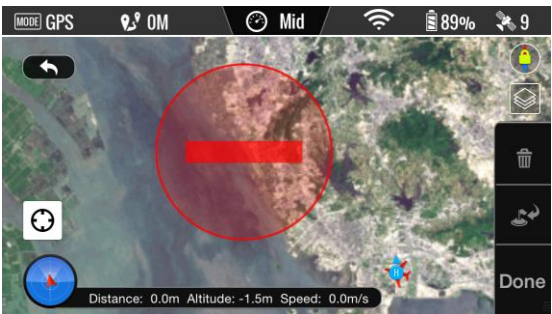 MODE GPS 0M Mid 89% 9
H
Done
Distance: 0.0m Altitude: -1.5m Speed: 0.0m/s